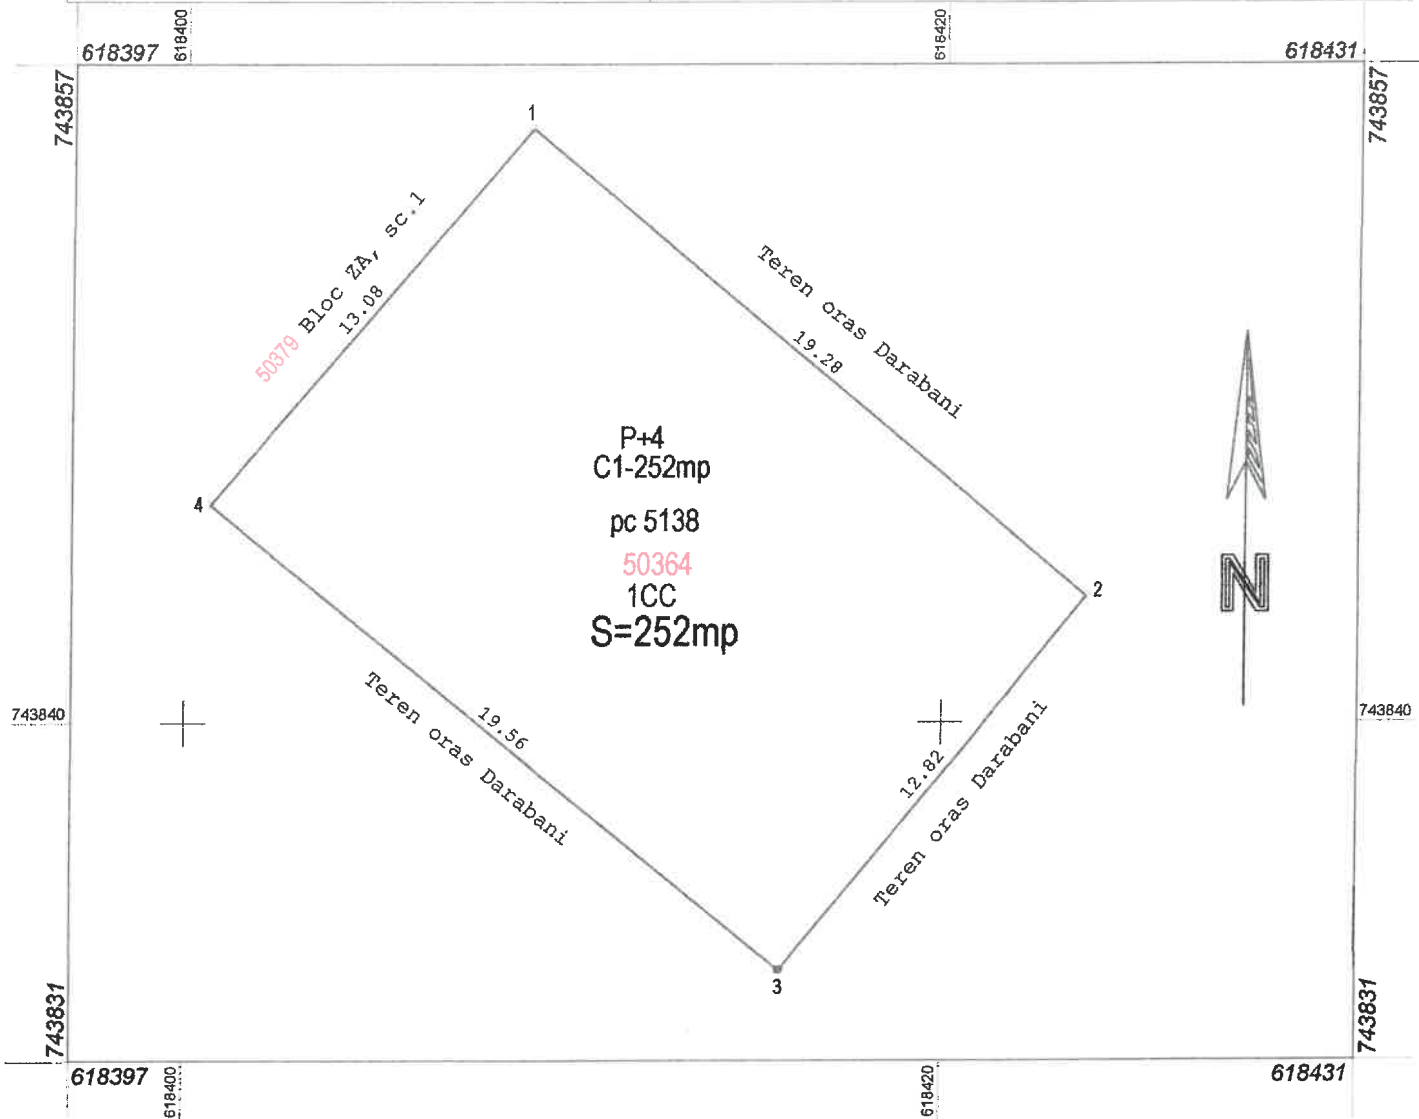 618400
618420
618397
618431
743857
743857
1
50379 Bloc ZA, sc.1
13.08
Teren oras Darabani
19.28
P+4
C1-252mp
4
pc 5138
50364
1CC
S=252mp
2
N
Teren oras Darabani
19.56
743840
743840
12.82
Teren oras Darabani
3
743831
743831
618397
618431
618400
618420